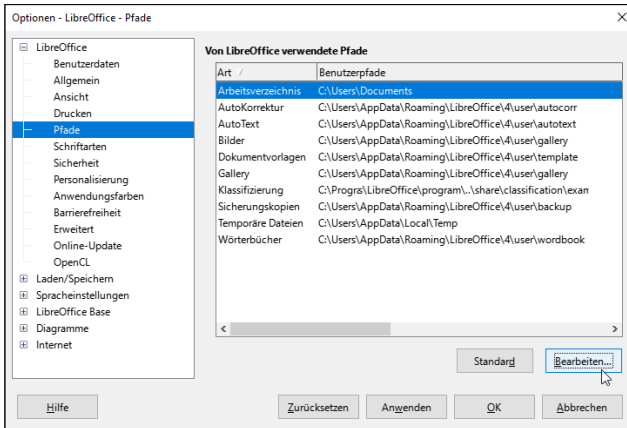 Optionen - LibreOffice - Pfade
LibreOffice
Benutzerdaten
Allgemein
Ansicht
Drucken
Pfade
Schriftarten
Sicherheit
Personalisierung
Anwendungsfarben
Barrierefreiheit
Erweitert
Online-Update
OpenCL
Laden/Speichern
Spracheinstellungen
LibreOffice Base
Diagramme
Internet
Von LibreOffice verwendete Pfade
Art / Benutzerpfade
Arbeitsverzeichnis C:\Users\Documents
AutoKorrektur C:\Users\AppData\Roaming\LibreOffice\4\user\autocorr
AutoText C:\Users\AppData\Roaming\LibreOffice\4\user\autotext
Bilder C:\Users\AppData\Roaming\LibreOffice\4\user\gallery
Dokumentvorlagen C:\Users\AppData\Roaming\LibreOffice\4\user\template
Gallery C:\Users\AppData\Roaming\LibreOffice\4\user\gallery
Klassifizierung C:\Progra\LibreOffice\program\..\share\classification\exam
Sicherungskopien C:\Users\AppData\Roaming\LibreOffice\4\user\backup
Temporäre Dateien C:\Users\AppData\Local\Temp
Wörterbücher C:\Users\AppData\Roaming\LibreOffice\4\user\wordbook
Standard Bearbeiten...
Hilfe Zurücksetzen Anwenden OK Abbrechen